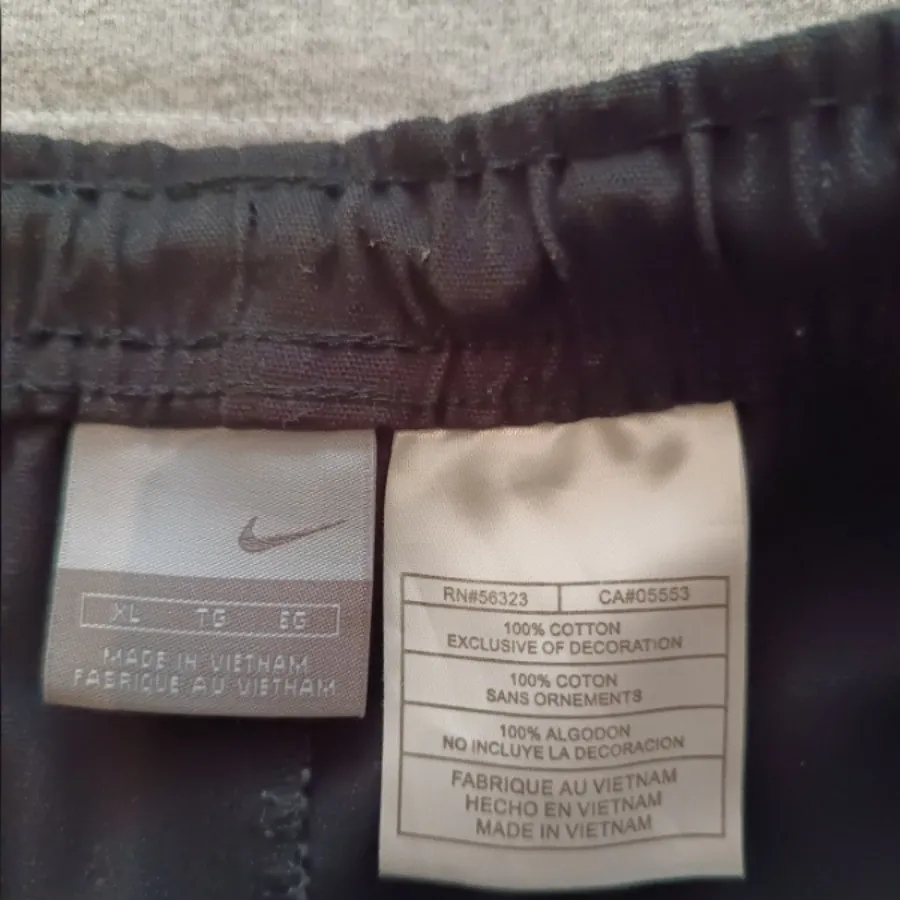 XL TG EG
MADE IN VIETNAM
FABRIQUE AU VIETNAM
RN#56323 CA#05553
100% COTTON
EXCLUSIVE OF DECORATION
100% COTON
SANS ORNEMENTS
100% ALGODON
NO INCLUYE LA DECORACION
FABRIQUE AU VIETNAM
HECHO EN VIETNAM
MADE IN VIETNAM